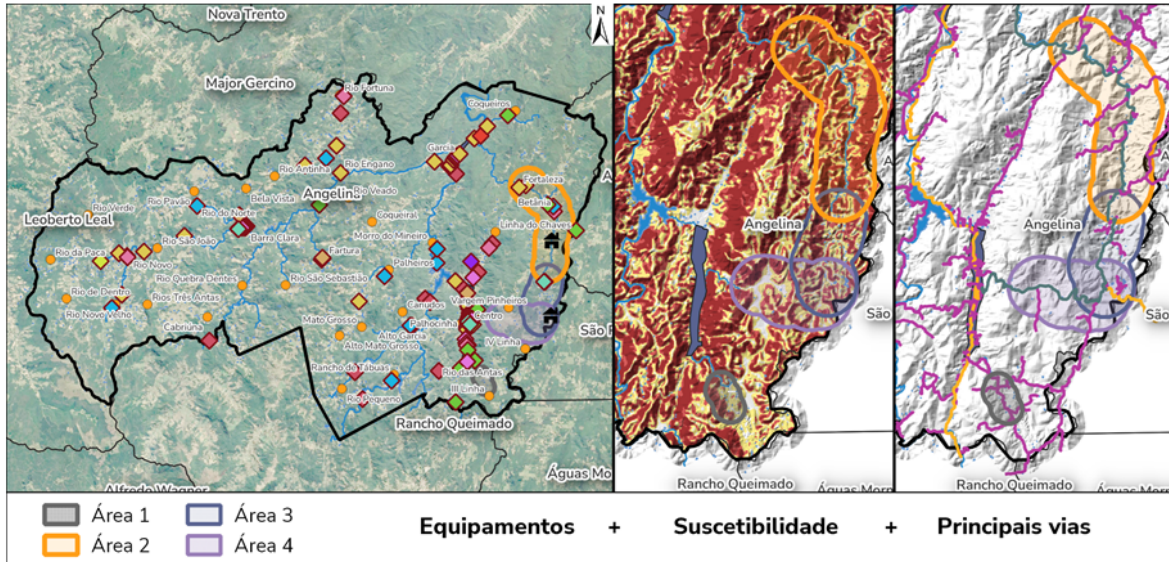 Nova Trento
N
Major Gercino
Rio Fortuna
Coqueiros
Garcia
Rio Engano
Rio Antinha
Fortaleza
Bela Vista
Angelina
Rio Veado
Betânia
Leoberto Leal
Rio Verde
Rio Pavão
Rio do Norte
Coqueiral
Linha do Chaves
Barra Clara
Morro do Mineiro
Rio São João
Rio da Paca
Rio Novo
Fartura
Palheiros
Rio Quebra Dentes
Rio São Sebastião
Rio de Dentro
Rios Três Antas
Canudos
Vargem Pinheiros
Rio Novo Velho
Mato Grosso
Palhocinha
Centro
São
Cabriúna
Alto Garcia
Alto Mato Grosso
IV Linha
Rancho de Tábuas
Rio das Antas
III Linha
Rio Pequeno
Rancho Queimado
Águas Mo
Alfredo Wagner
Angelina
São
Rancho Queimado
Águas Morn
Angelina
São
Rancho Queimado
Águas Morn
Área 1
Área 2
Área 3
Área 4
Equipamentos + Suscetibilidade + Principais vias